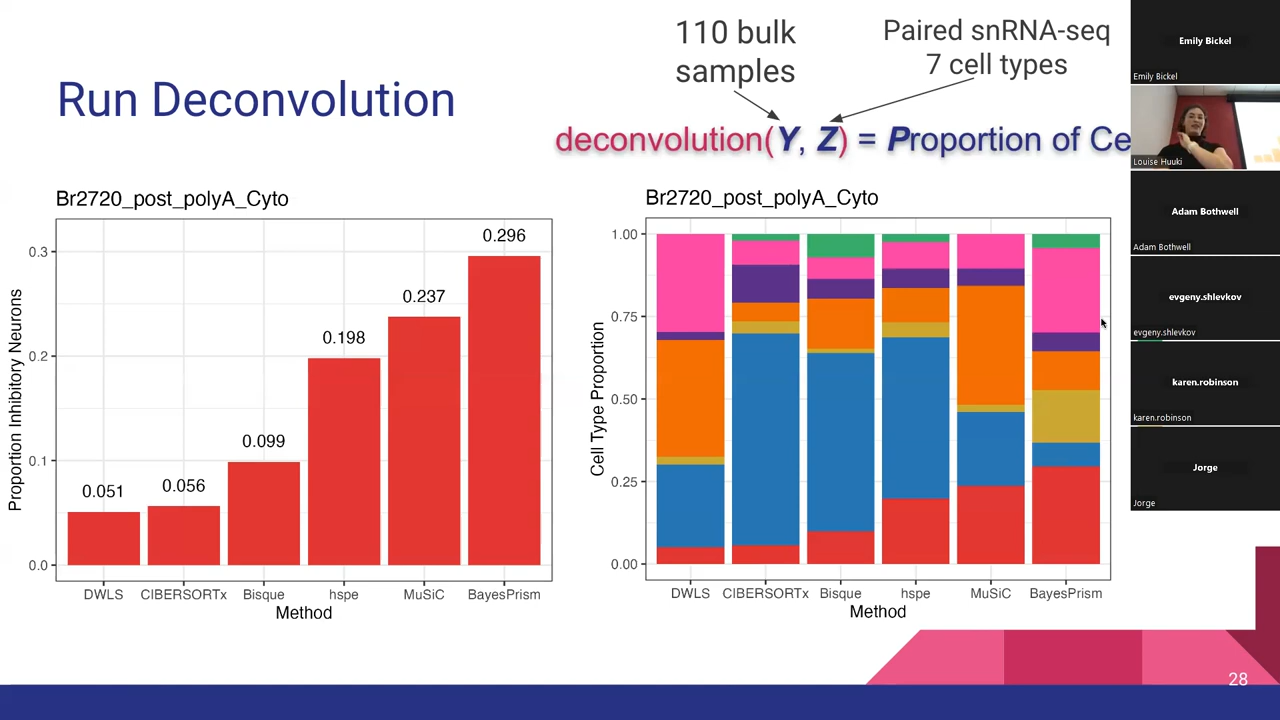 Run Deconvolution
110 bulk
samples
Paired snRNA-seq
7 cell types
deconvolution(Y, Z) = Proportion of Ce
Br2720_post_polyA_Cyto
Proportion Inhibitory Neurons
0.3
0.2
0.1
0.0
0.051
0.056
0.099
0.198
0.237
0.296
DWLS
CIBERSORTx
Bisque
hspe
MuSiC
BayesPrism
Method
Br2720_post_polyA_Cyto
Cell Type Proportion
1.00
0.75
0.50
0.25
0.00
DWLS
CIBERSORTx
Bisque
hspe
MuSiC
BayesPrism
Method
28
Emily Bickel
Emily Bickel
Louise Huuki
Adam Bothwell
Adam Bothwell
evgeny.shlevkov
evgeny.shlevkov
karen.robinson
karen.robinson
Jorge
Jorge